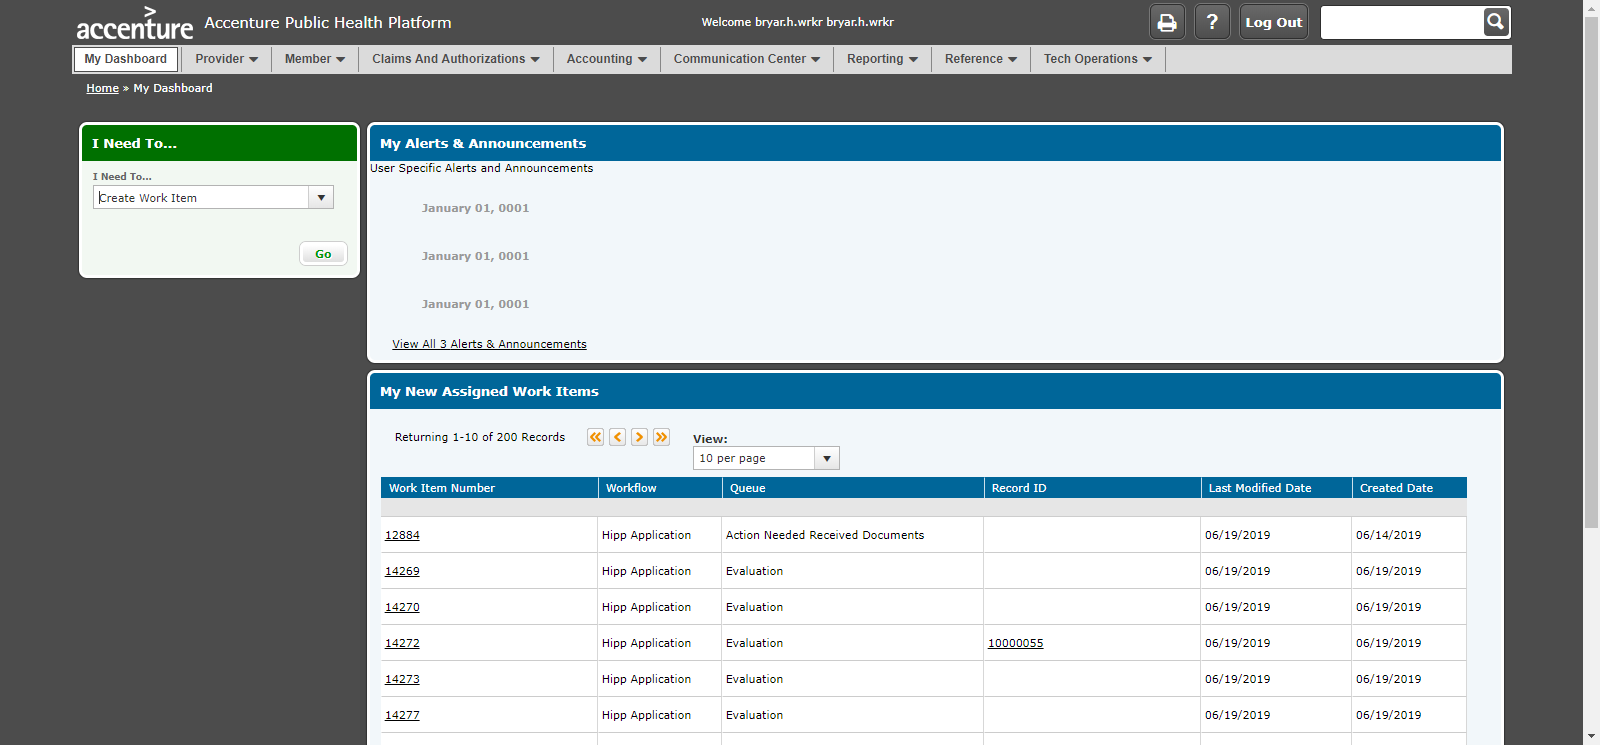 accenture
Accenture Public Health Platform
Welcome bryar.h.wrkr bryar.h.wrkr
?
Log Out
My Dashboard
Provider
Member
Claims And Authorizations
Accounting
Communication Center
Reporting
Reference
Tech Operations
Home » My Dashboard
I Need To...
I Need To...
Create Work Item
Go
My Alerts & Announcements
User Specific Alerts and Announcements
January 01, 0001
January 01, 0001
January 01, 0001
View All 3 Alerts & Announcements
My New Assigned Work Items
Returning 1-10 of 200 Records
View:
10 per page
Work Item Number Workflow Queue Record ID Last Modified Date Created Date
12884 Hipp Application Action Needed Received Documents 06/19/2019 06/14/2019
14269 Hipp Application Evaluation 06/19/2019 06/19/2019
14270 Hipp Application Evaluation 06/19/2019 06/19/2019
14272 Hipp Application Evaluation 10000055 06/19/2019 06/19/2019
14273 Hipp Application Evaluation 06/19/2019 06/19/2019
14277 Hipp Application Evaluation 06/19/2019 06/19/2019